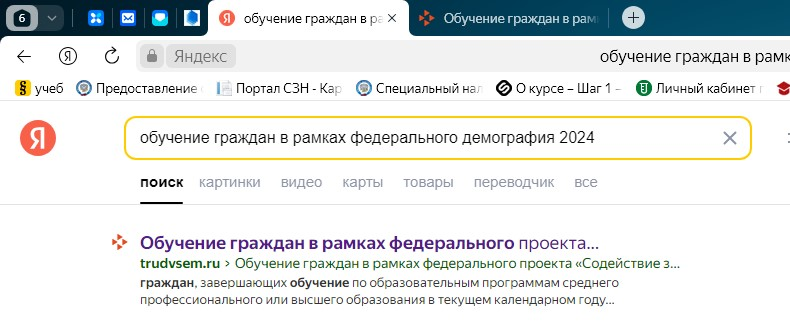 6
обучение граждан в ра
Обучение граждан в рам
Я
Яндекс
обучение граждан в рамк
учеб
Предоставление
Портал СЗН - Кар
Специальный нал
О курсе – Шаг 1 –
Личный кабинет
Я
обучение граждан в рамках федерального демография 2024
поиск картинки видео карты товары переводчик все
Обучение граждан в рамках федерального проекта...
trudvsem.ru > Обучение граждан в рамках федерального проекта «Содействие з...
граждан, завершающих обучение по образовательным программам среднего
профессионального или высшего образования в текущем календарном году...